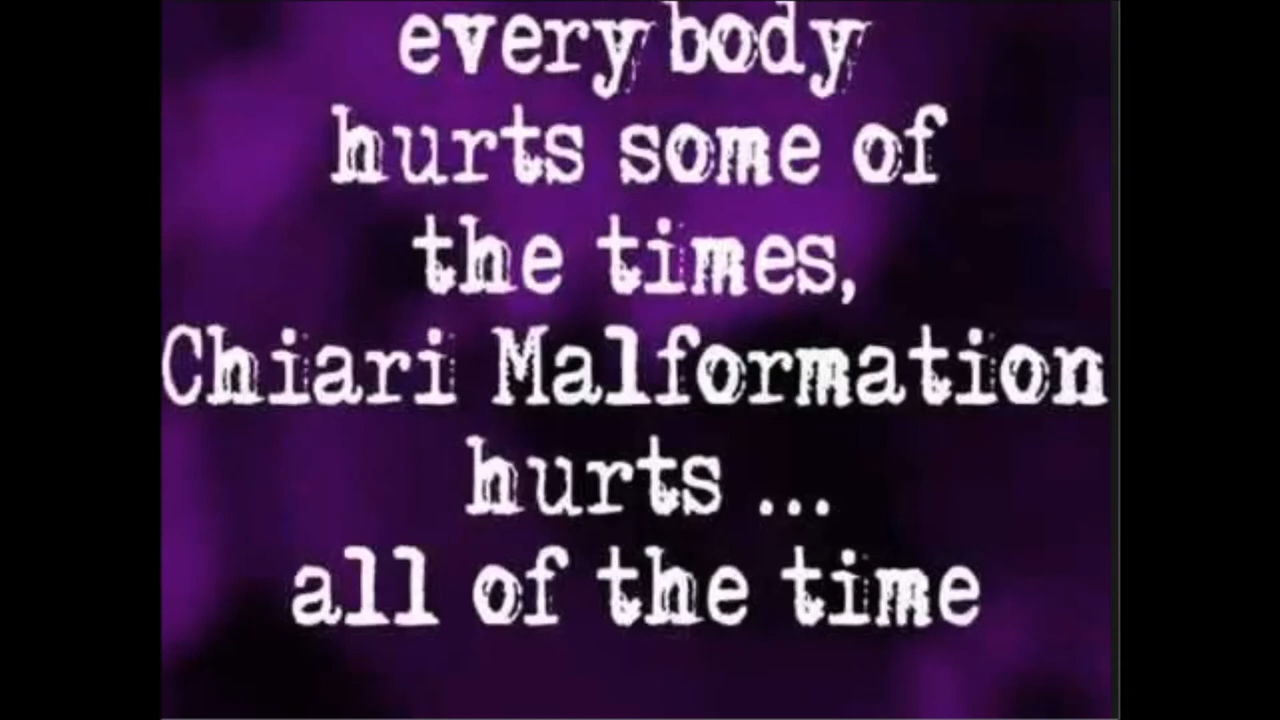 every body
hurts some of
the times,
Chiari Malformation
hurts ...
all of the time